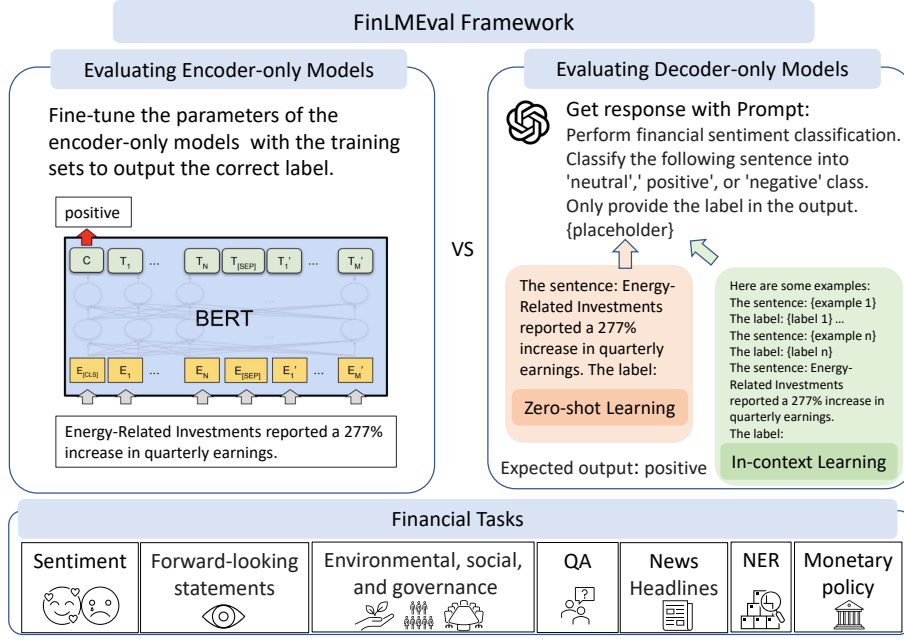 FinLMEval Framework
Evaluating Encoder-only Models
Fine-tune the parameters of the
encoder-only models with the training
sets to output the correct label.
positive
C T1 ... TN T[SEP] T1' ... TM'
...
BERT
...
E[CLS] E1 ... EN E[SEP] E1' ... EM'
Energy-Related Investments reported a 277%
increase in quarterly earnings.
VS
Evaluating Decoder-only Models
Get response with Prompt:
Perform financial sentiment classification.
Classify the following sentence into
'neutral',' positive', or 'negative' class.
Only provide the label in the output.
{placeholder}
The sentence: Energy-
Related Investments
reported a 277%
increase in quarterly
earnings. The label:
Zero-shot Learning
Here are some examples:
The sentence: {example 1}
The label: {label 1} ...
The sentence: {example n}
The label: {label n}
The sentence: Energy-
Related Investments
reported a 277% increase in
quarterly earnings.
The label:
In-context Learning
Expected output: positive
Financial Tasks
Sentiment
Forward-looking
statements
Environmental, social,
and governance
QA
?
News
Headlines
NER
Monetary
policy